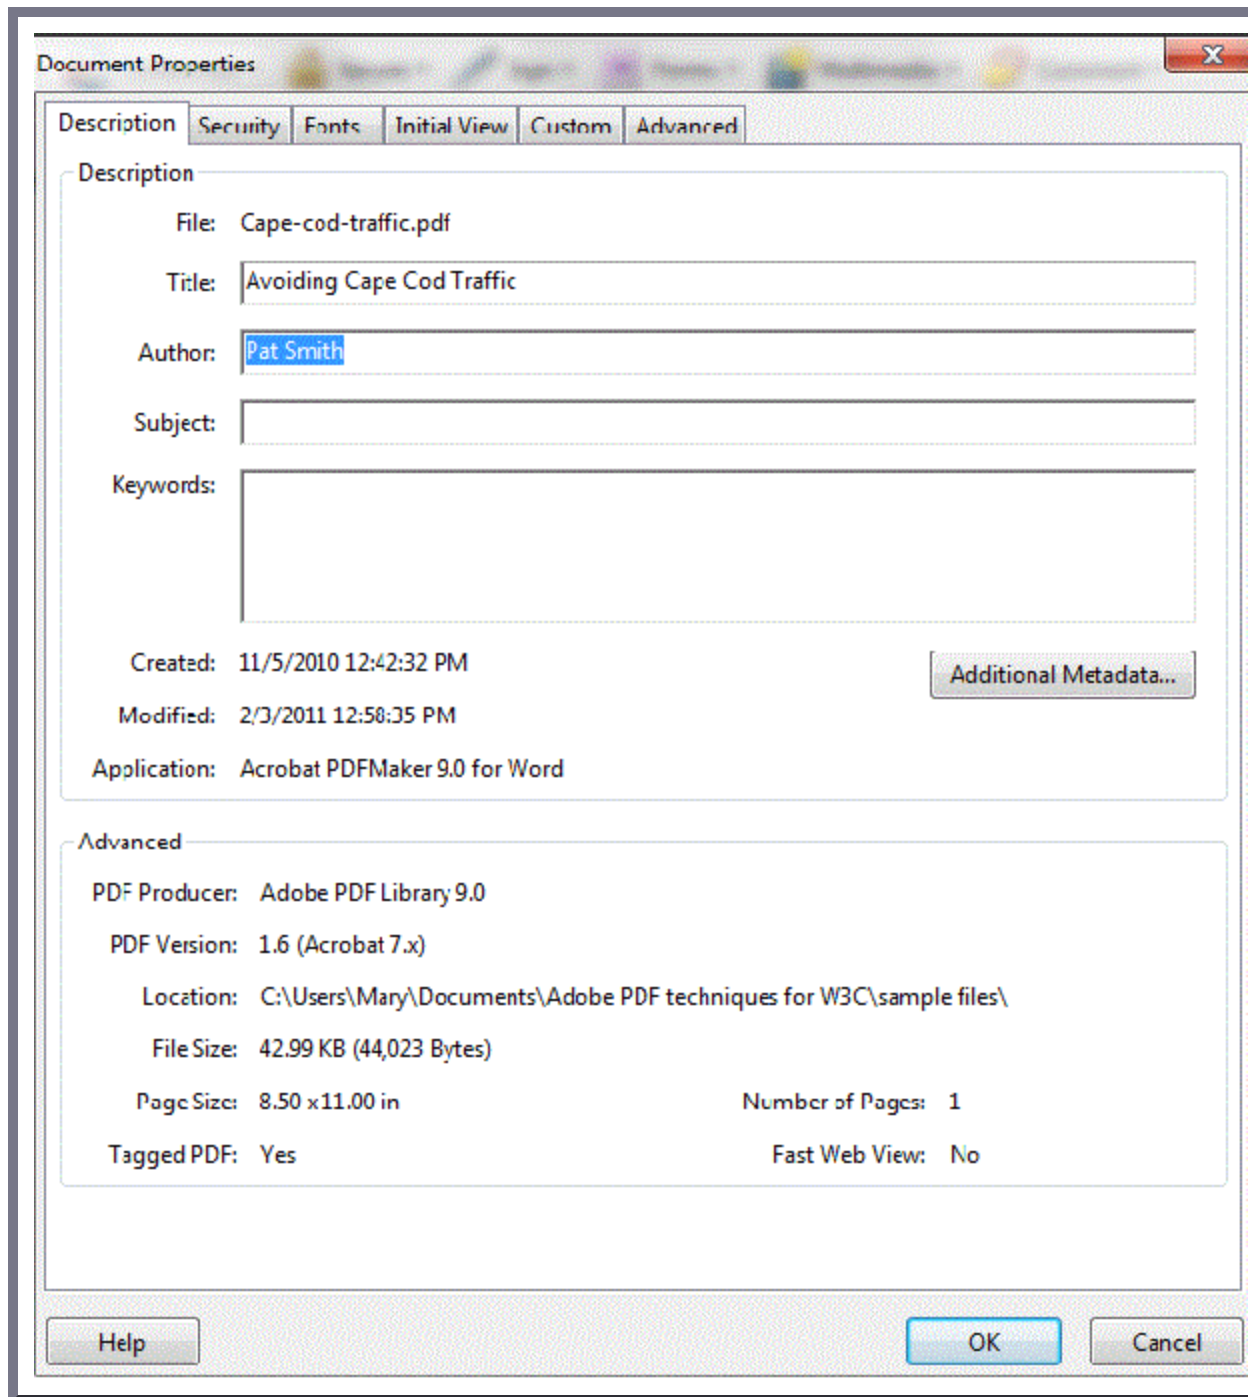 Document Properties
Description Security Fonts Initial View Custom Advanced
Description
File: Cape-cod-traffic.pdf
Title: Avoiding Cape Cod Traffic
Author: Pat Smith
Subject:
Keywords:
Created: 11/5/2010 12:42:32 PM
Additional Metadata...
Modified: 2/3/2011 12:58:35 PM
Application: Acrobat PDFMaker 9.0 for Word
Advanced
PDF Producer: Adobe PDF Library 9.0
PDF Version: 1.6 (Acrobat 7.x)
Location: C:\Users\Mary\Documents\Adobe PDF techniques for W3C\sample files\
File Size: 42.99 KB (44,023 Bytes)
Page Size: 8.50 x 11.00 in Number of Pages: 1
Tagged PDF: Yes Fast Web View: No
Help OK Cancel